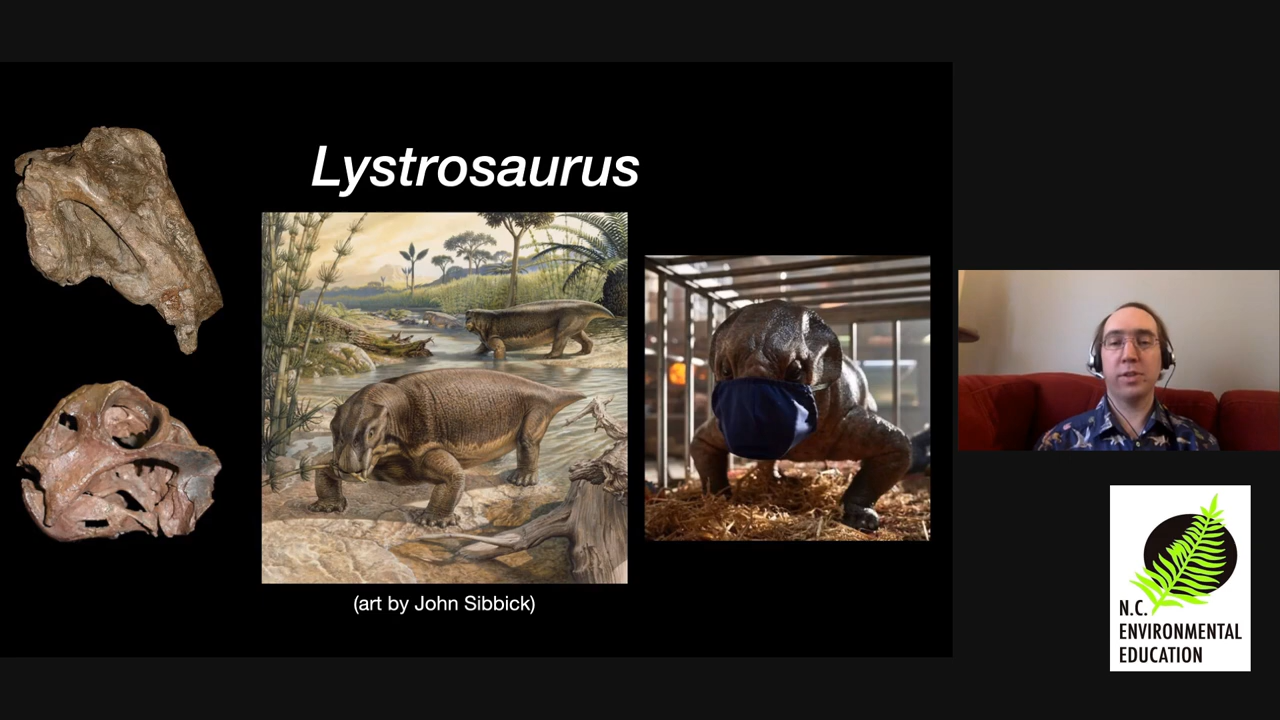 Lystrosaurus
(art by John Sibbick)
N.C.
ENVIRONMENTAL
EDUCATION